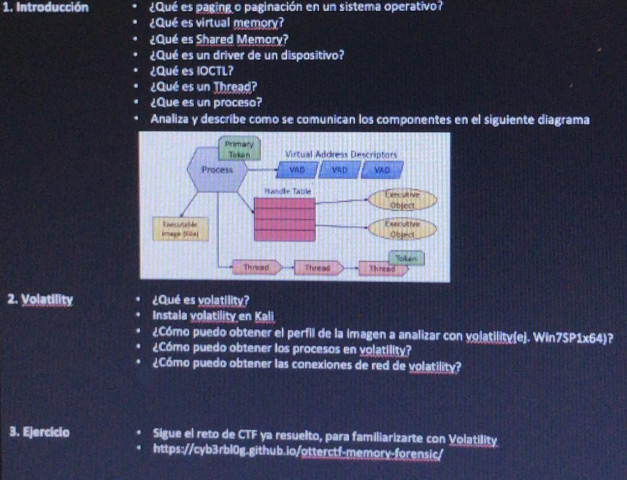 1. Introducción
• ¿Qué es paging o paginación en un sistema operativo?
• ¿Qué es virtual memory?
• ¿Qué es Shared Memory?
• ¿Qué es un driver de un dispositivo?
• ¿Qué es IOCTL?
• ¿Qué es un Thread?
• ¿Que es un proceso?
• Analiza y describe como se comunican los componentes en el siguiente diagrama
Primary
Token
Virtual Address Descriptors
Process
VAD VAD VAD
Handle Table
Executive
Object
Executable
Image (File)
Executive
Object
Token
Thread Thread Thread
2. Volatility
• ¿Qué es volatility?
• Instala volatility en Kali
• ¿Cómo puedo obtener el perfil de la imagen a analizar con volatility(ej. Win7SP1x64)?
• ¿Cómo puedo obtener los procesos en volatility?
• ¿Cómo puedo obtener las conexiones de red de volatility?
3. Ejercicio
• Sigue el reto de CTF ya resuelto, para familiarizarte con Volatility
• https://cyb3rbl0g.github.io/otterctf-memory-forensic/